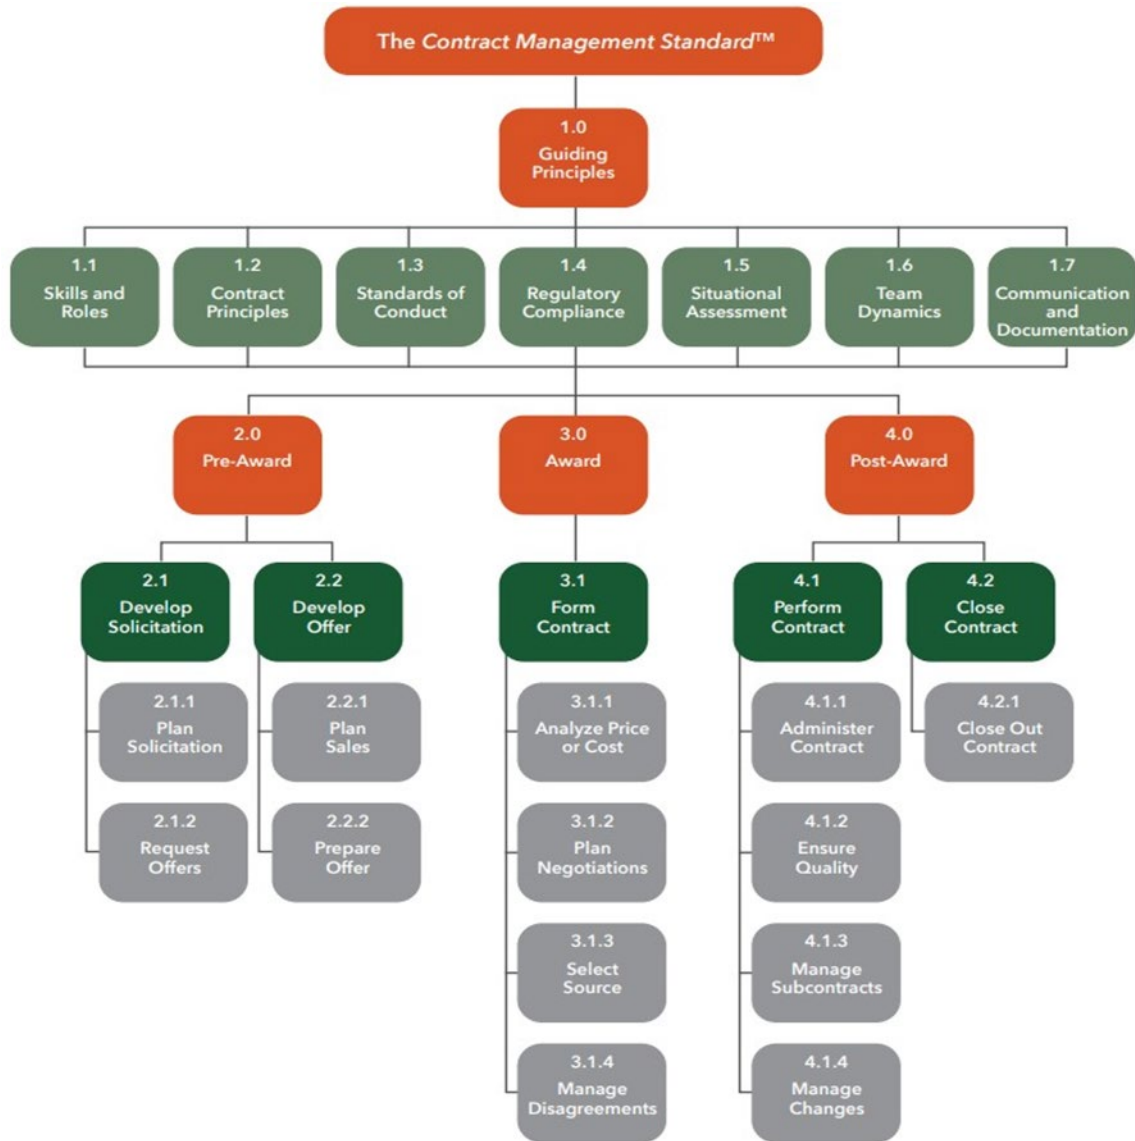 The Contract Management Standard™
1.0
Guiding
Principles
1.1
Skills and
Roles
1.2
Contract
Principles
1.3
Standards of
Conduct
1.4
Regulatory
Compliance
1.5
Situational
Assessment
1.6
Team
Dynamics
1.7
Communication
and
Documentation
2.0
Pre-Award
3.0
Award
4.0
Post-Award
2.1
Develop
Solicitation
2.2
Develop
Offer
3.1
Form
Contract
4.1
Perform
Contract
4.2
Close
Contract
2.1.1
Plan
Solicitation
2.2.1
Plan
Sales
3.1.1
Analyze Price
or Cost
4.1.1
Administer
Contract
4.2.1
Close Out
Contract
2.1.2
Request
Offers
2.2.2
Prepare
Offer
3.1.2
Plan
Negotiations
4.1.2
Ensure
Quality
3.1.3
Select
Source
4.1.3
Manage
Subcontracts
3.1.4
Manage
Disagreements
4.1.4
Manage
Changes